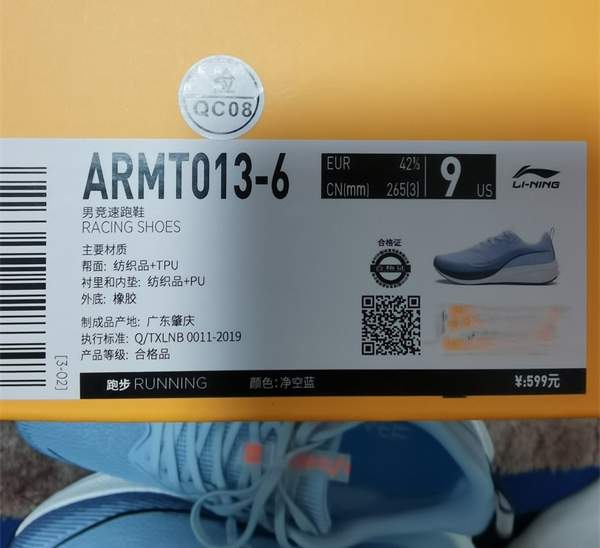 QC08
ARMT013-6
男竞速跑鞋
RACING SHOES
EUR 42⅔
CN(mm) 265(3)
9 US
LI-NING
主要材质
帮面: 纺织品+TPU
衬里和内垫: 纺织品+PU
外底: 橡胶
制成品产地: 广东肇庆
执行标准: Q/TXLNB 0011-2019
产品等级: 合格品
合格证
合格证
[3-02]
跑步 RUNNING 颜色: 净空蓝 ¥:599元